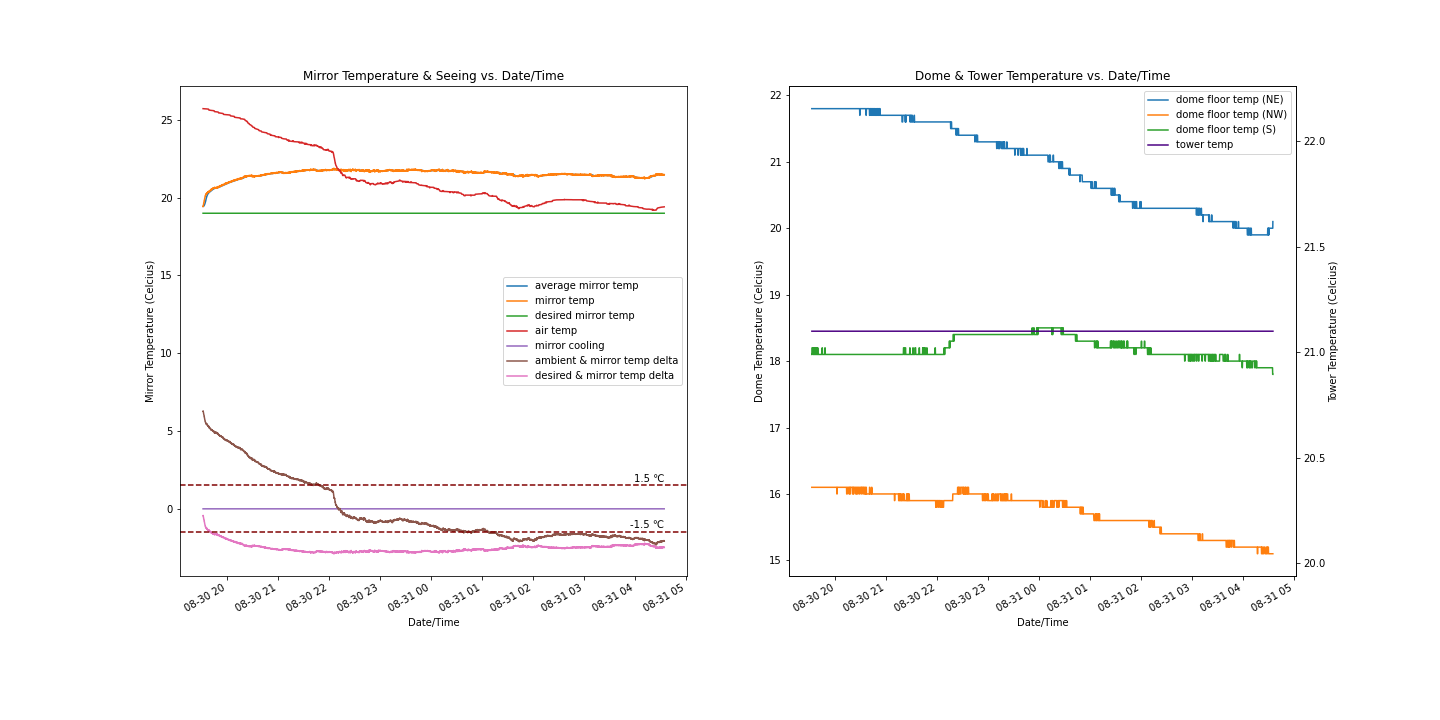 Mirror Temperature & Seeing vs. Date/Time
Mirror Temperature (Celcius)
25
20
15
10
5
0
average mirror temp
mirror temp
desired mirror temp
air temp
mirror cooling
ambient & mirror temp delta
desired & mirror temp delta
1.5 °C
-1.5 °C
08-30 20
08-30 21
08-30 22
08-30 23
08-31 00
08-31 01
08-31 02
08-31 03
08-31 04
08-31 05
Date/Time
Dome & Tower Temperature vs. Date/Time
Dome Temperature (Celcius)
22
21
20
19
18
17
16
15
dome floor temp (NE)
dome floor temp (NW)
dome floor temp (S)
tower temp
22.0
21.5
21.0
20.5
20.0
Tower Temperature (Celcius)
08-30 20
08-30 21
08-30 22
08-30 23
08-31 00
08-31 01
08-31 02
08-31 03
08-31 04
08-31 05
Date/Time